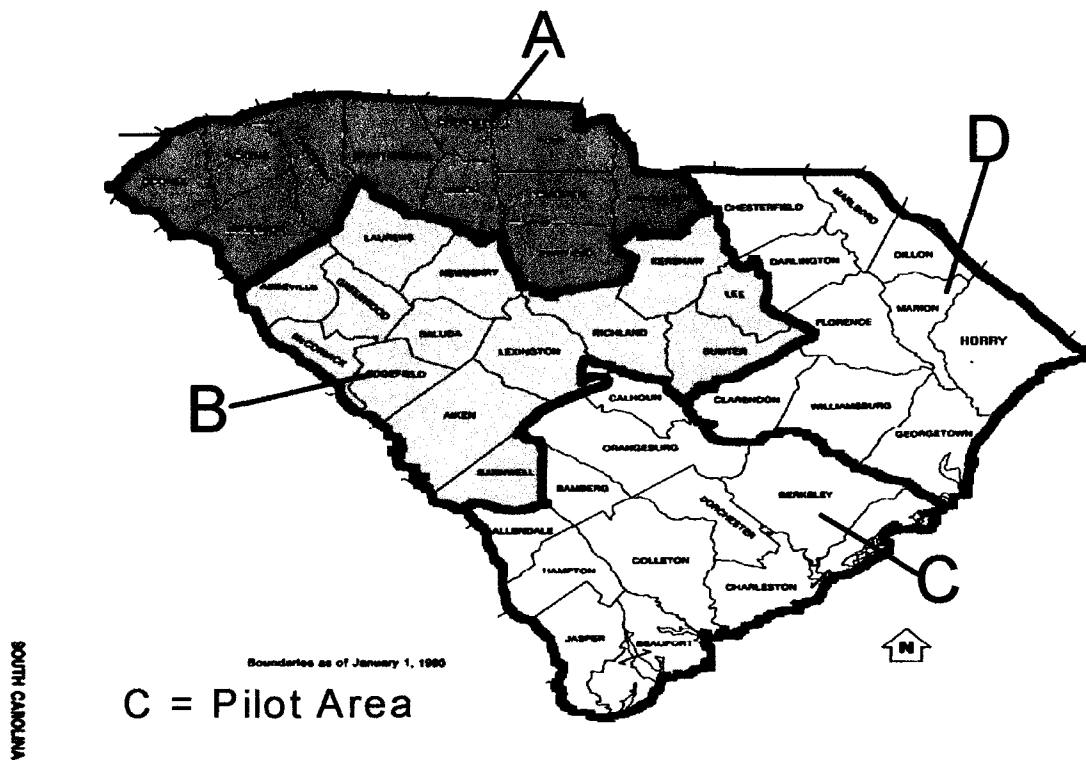 A
D
CHESTERFIELD
MARLBORO
LAURENS
KERSHAW
DARLINGTON
DILLON
NEWBERRY
ABBEVILLE
GREENWOOD
LEE
MARION
FLORENCE
SALUDA
RICHLAND
HORRY
McCORMICK
LEXINGTON
SUMTER
EDGEFIELD
B
CALHOUN
CLARENDON
WILLIAMSBURG
AIKEN
GEORGETOWN
ORANGEBURG
BARNWELL
BAMBERG
BERKELEY
DORCHESTER
ALLENDALE
COLLETON
HAMPTON
CHARLESTON
C
JASPER
BEAUFORT
N
Boundaries as of January 1, 1980
C = Pilot Area
SOUTH CAROLINA